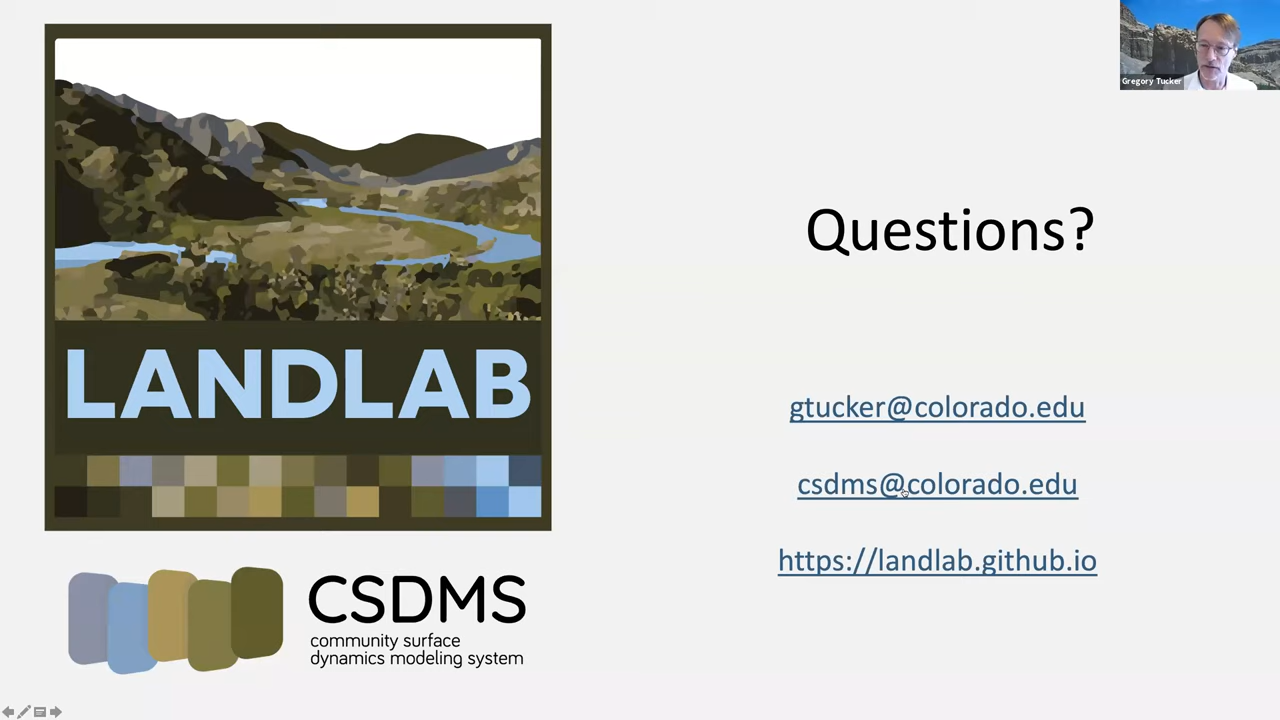 Gregory Tucker
Questions?
LANDLAB
gtucker@colorado.edu
csdms@colorado.edu
https://landlab.github.io
CSDMS
community surface
dynamics modeling system